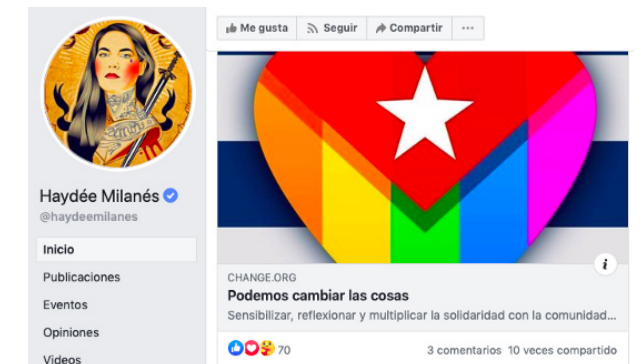 Me gusta Seguir Compartir ...
Haydée Milanés
@haydeemilanes
Inicio
Publicaciones
Eventos
Opiniones
Videos
i
CHANGE.ORG
Podemos cambiar las cosas
Sensibilizar, reflexionar y multiplicar la solidaridad con la comunidad...
70 3 comentarios 10 veces compartido